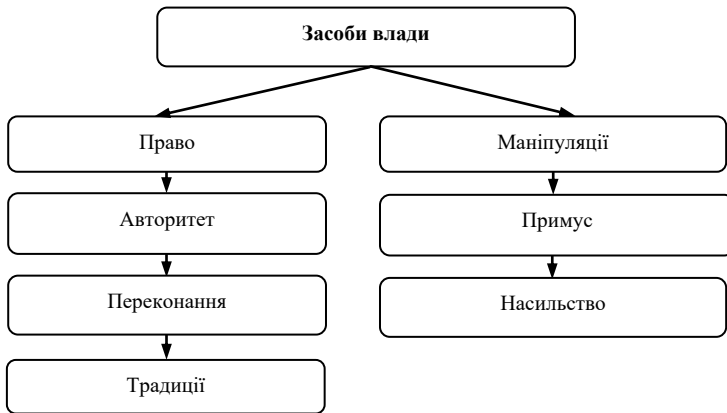 Засоби влади
Право
Маніпуляції
Авторитет
Примус
Переконання
Насильство
Традиції